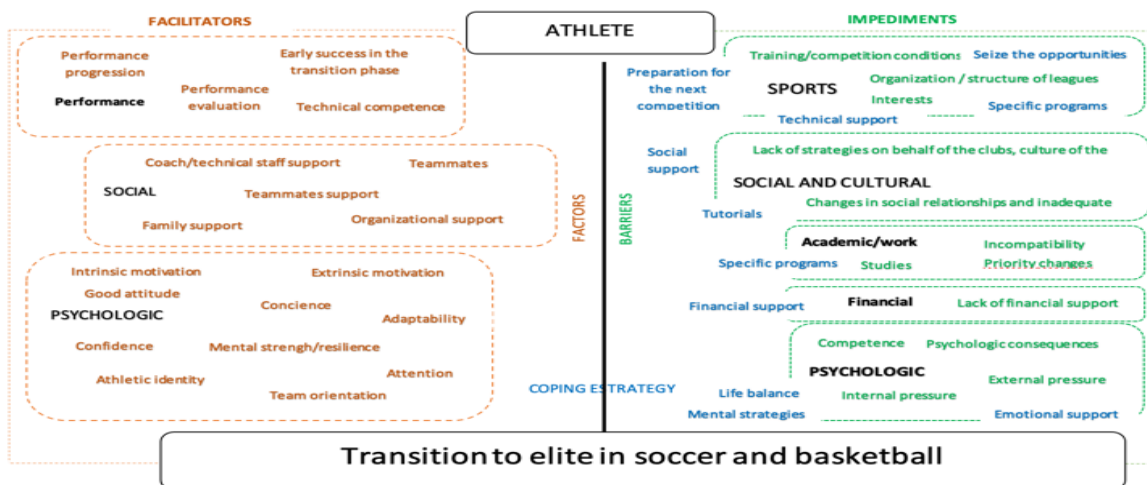 FACILITATORS
ATHLETE
IMPEDIMENTS
Performance
progression
Early success in the
transition phase
Performance
Performance
evaluation
Technical competence
Training/competition conditions
Seize the opportunities
Preparation for
the next
competition
SPORTS
Organization / structure of leagues
Interests
Specific programs
Technical support
Coach/technical staff support
Teammates
SOCIAL
Teammates support
Family support
Organizational support
FACTORS
BARRIERS
Social
support
Lack of strategies on behalf of the clubs, culture of the
SOCIAL AND CULTURAL
Tutorials
Changes in social relationships and inadequate
Academic/work
Incompatibility
Specific programs
Studies
Priority changes
Financial support
Financial
Lack of financial support
Intrinsic motivation
Extrinsic motivation
Good attitude
Concience
PSYCHOLOGIC
Adaptability
Confidence
Mental strengh/resilience
Athletic identity
Attention
Team orientation
COPING ESTRATEGY
Competence
Psychologic consequences
PSYCHOLOGIC
External pressure
Life balance
Internal pressure
Mental strategies
Emotional support
Transition to elite in soccer and basketball